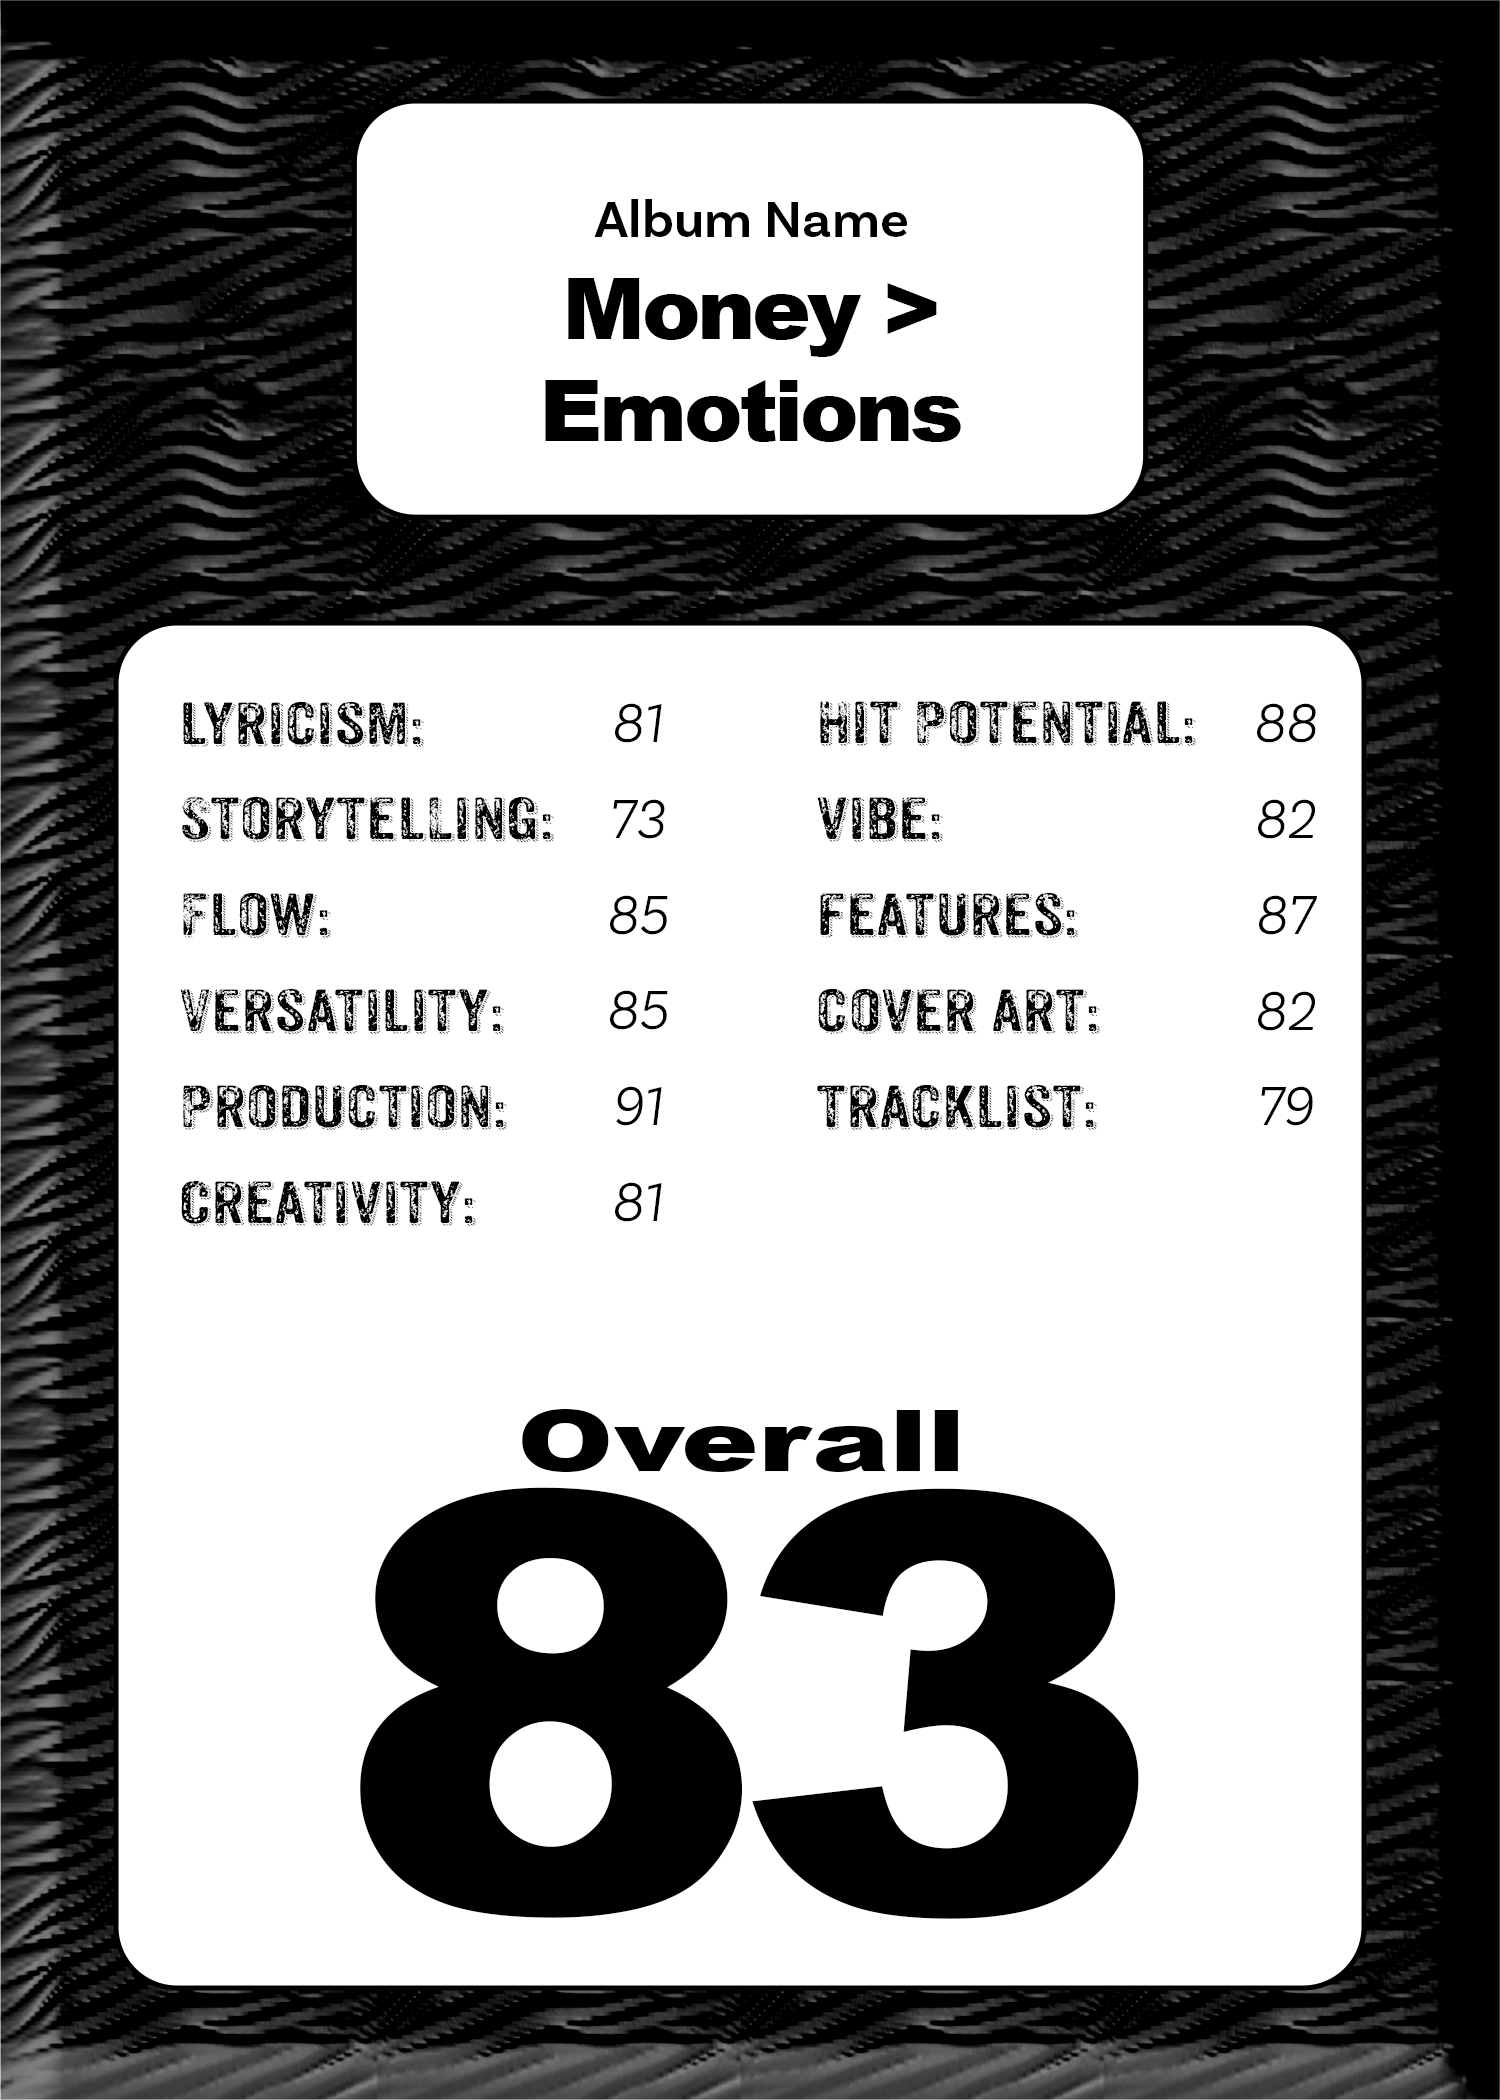 Album Name
Money >
Emotions
LYRICISM: 81
STORYTELLING: 73
FLOW: 85
VERSATILITY: 85
PRODUCTION: 91
CREATIVITY: 81
HIT POTENTIAL: 88
VIBE: 82
FEATURES: 87
COVER ART: 82
TRACKLIST: 79
Overall
83